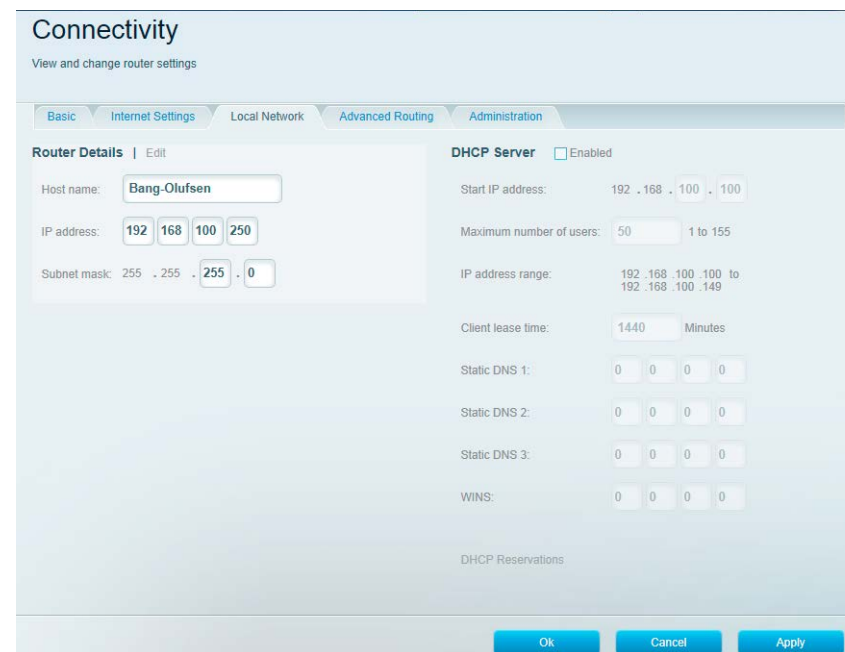 Connectivity
View and change router settings
Basic Internet Settings Local Network Advanced Routing Administration
Router Details | Edit
Host name: Bang-Olufsen
IP address: 192 168 100 250
Subnet mask: 255 . 255 . 255 . 0
DHCP Server Enabled
Start IP address: 192 . 168 . 100 . 100
Maximum number of users: 50 1 to 155
IP address range: 192 .168 .100 .100 to
192 .168 .100 .149
Client lease time: 1440 Minutes
Static DNS 1: 0 0 0 0
Static DNS 2: 0 0 0 0
Static DNS 3: 0 0 0 0
WINS: 0 0 0 0
DHCP Reservations
Ok Cancel Apply